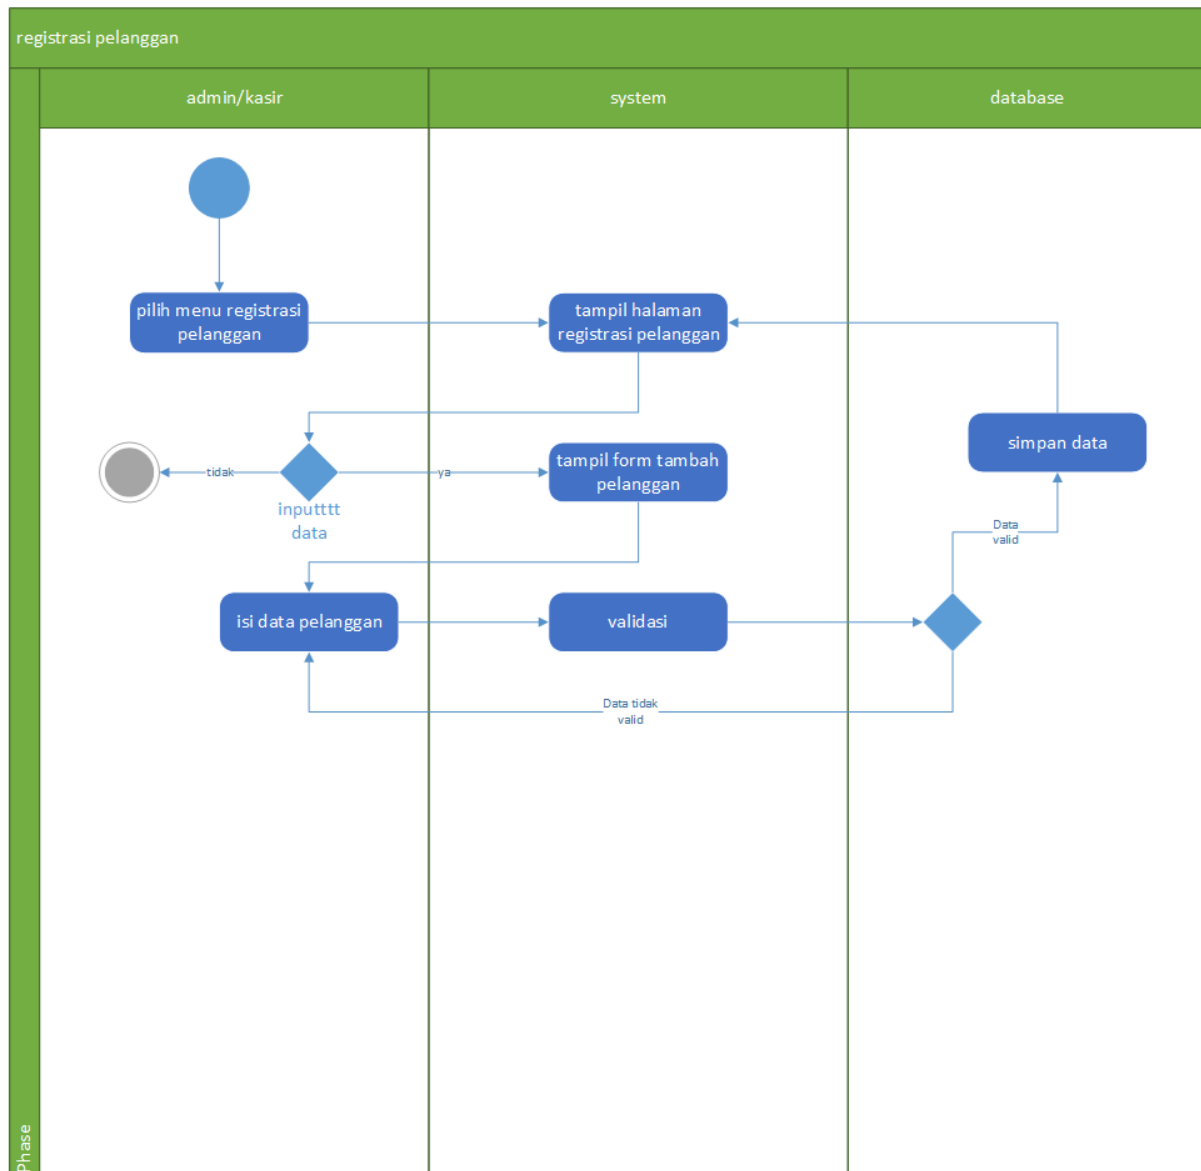 registrasi pelanggan
admin/kasir
system
database
pilih menu registrasi
pelanggan
tampil halaman
registrasi pelanggan
simpan data
tidak
ya
tampil form tambah
pelanggan
inputttt
data
Data
valid
isi data pelanggan
validasi
Data tidak
valid
Phase